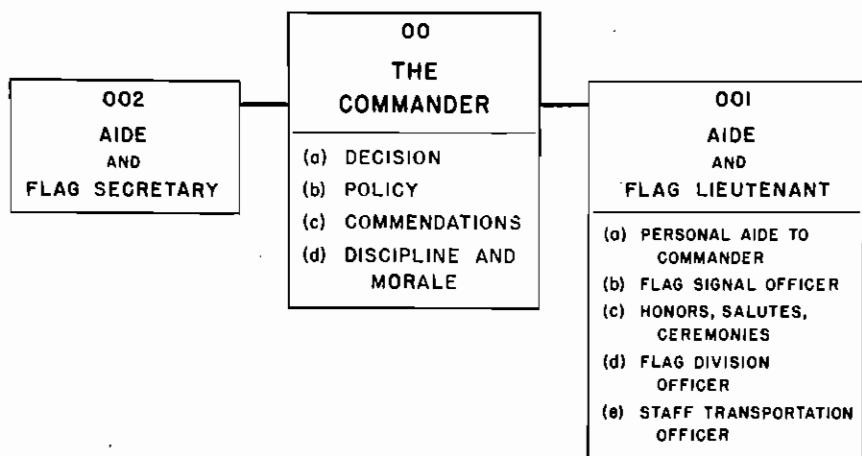 002
AIDE
AND
FLAG SECRETARY
00
THE
COMMANDER
(a) DECISION
(b) POLICY
(c) COMMENDATIONS
(d) DISCIPLINE AND
MORALE
001
AIDE
AND
FLAG LIEUTENANT
(a) PERSONAL AIDE TO
COMMANDER
(b) FLAG SIGNAL OFFICER
(c) HONORS, SALUTES,
CEREMONIES
(d) FLAG DIVISION
OFFICER
(e) STAFF TRANSPORTATION
OFFICER